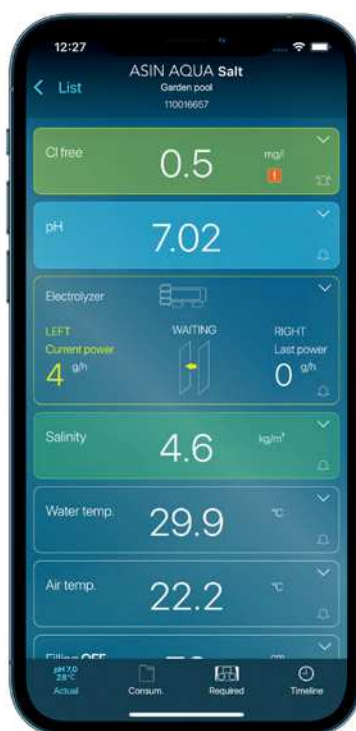 12:27
ASIN AQUA Salt
List
Garden pool
110016657
Cl free
0.5
mg/l
!
pH
7.02
Electrolyzer
LEFT
WAITING
RIGHT
Current power
Last power
4 g/h
0 g/h
Salinity
4.6
kg/m³
Water temp.
29.9
°C
Air temp.
22.2
°C
Filling OFF
cm
pH 7,0
28°C
Actual
Consum.
Required
Timeline